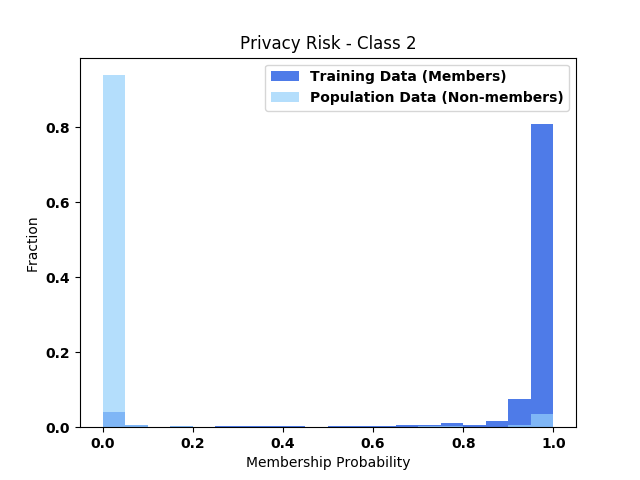 Privacy Risk - Class 2
Training Data (Members)
Population Data (Non-members)
Fraction
0.8
0.6
0.4
0.2
0.0
0.0 0.2 0.4 0.6 0.8 1.0
Membership Probability